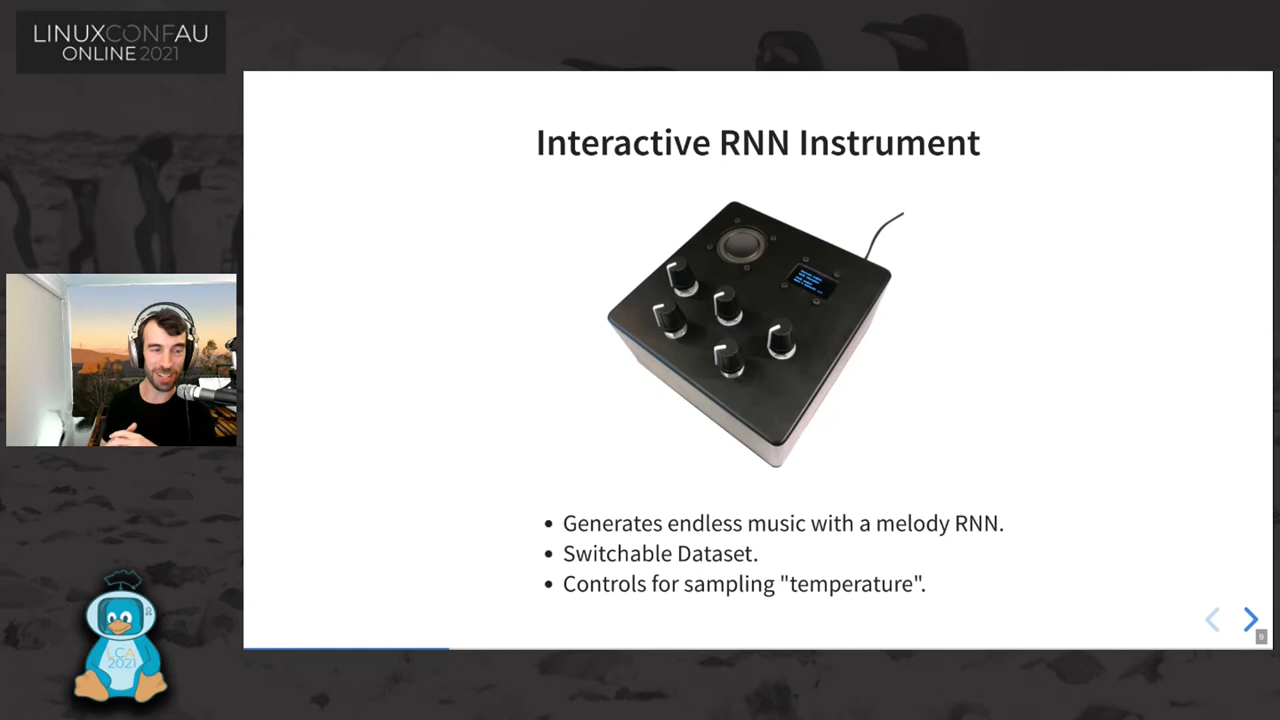 LINUXCONFAU
ONLINE 2021
Interactive RNN Instrument
Generates endless music with a melody RNN.
Switchable Dataset.
Controls for sampling "temperature".
9
LCA
2021